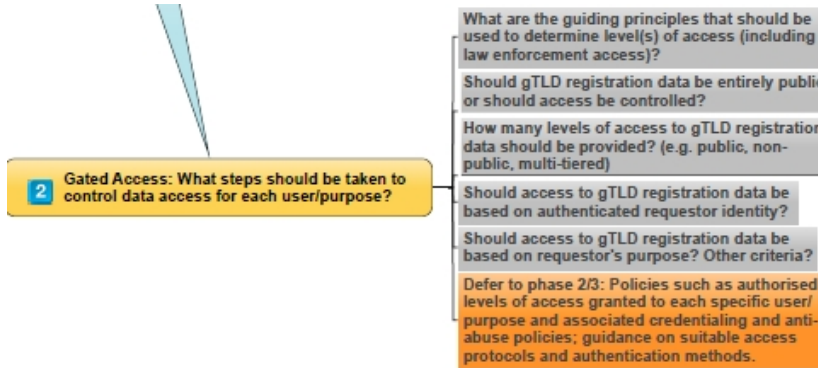 What are the guiding principles that should be
used to determine level(s) of access (including
law enforcement access)?
Should gTLD registration data be entirely public
or should access be controlled?
How many levels of access to gTLD registration
data should be provided? (e.g. public, non-
public, multi-tiered)
2
Gated Access: What steps should be taken to
control data access for each user/purpose?
Should access to gTLD registration data be
based on authenticated requestor identity?
Should access to gTLD registration data be
based on requestor's purpose? Other criteria?
Defer to phase 2/3: Policies such as authorised
levels of access granted to each specific user/
purpose and associated credentialing and anti-
abuse policies; guidance on suitable access
protocols and authentication methods.